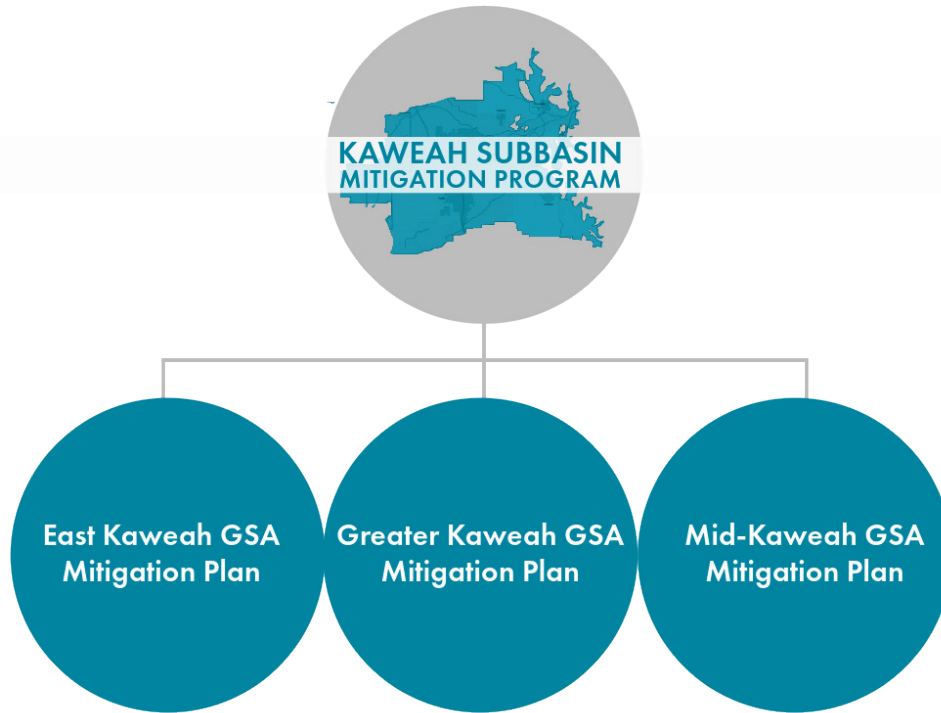 KAWEAH SUBBASIN
MITIGATION PROGRAM
East Kaweah GSA
Mitigation Plan
Greater Kaweah GSA
Mitigation Plan
Mid-Kaweah GSA
Mitigation Plan